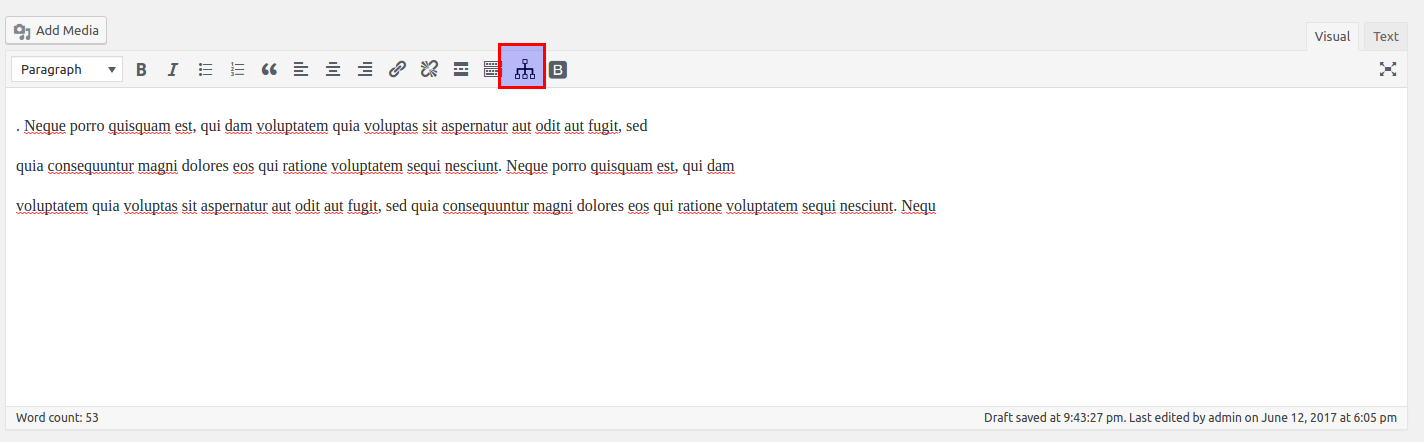 Add Media
Visual Text
Paragraph B I B
. Neque porro quisquam est, qui dam voluptatem quia voluptas sit aspernatur aut odit aut fugit, sed
quia consequuntur magni dolores eos qui ratione voluptatem sequi nesciunt. Neque porro quisquam est, qui dam
voluptatem quia voluptas sit aspernatur aut odit aut fugit, sed quia consequuntur magni dolores eos qui ratione voluptatem sequi nesciunt. Nequ
Word count: 53 Draft saved at 9:43:27 pm. Last edited by admin on June 12, 2017 at 6:05 pm